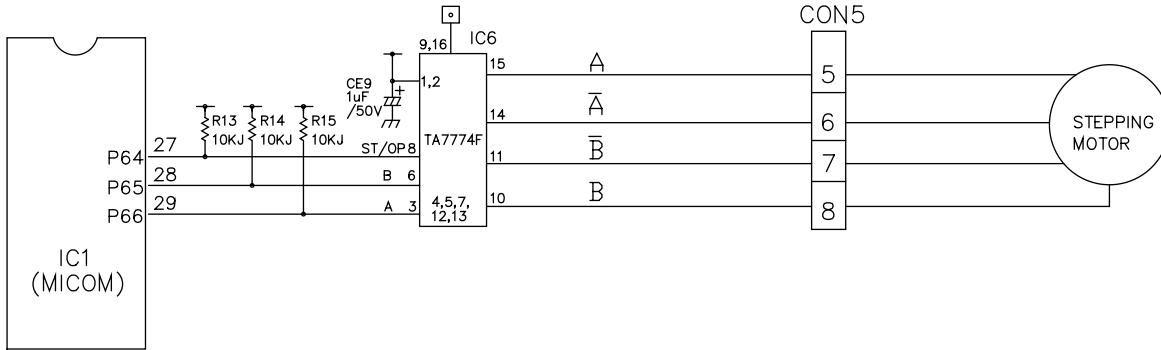 CON5
9,16
IC6
15
A
5
1,2
CE9
1uF
/50V
+
14
A̅
6
R13
10KJ
R14
10KJ
R15
10KJ
TA7774F
STEPPING
MOTOR
P64
27
ST/OP
8
11
B̅
7
P65
28
B
6
10
B
8
P66
29
A
3
4,5,7,
12,13
IC1
(MICOM)